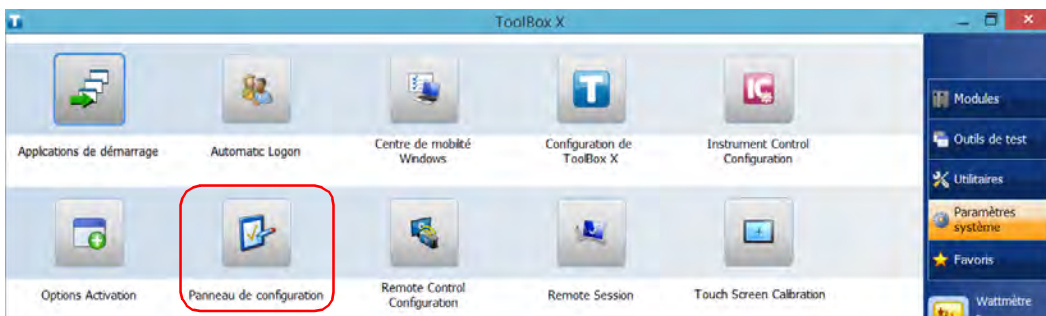 ToolBox X
Applications de démarrage
Automatic Logon
Centre de mobilité
Windows
Configuration de
ToolBox X
Instrument Control
Configuration
Options Activation
Panneau de configuration
Remote Control
Configuration
Remote Session
Touch Screen Calibration
Modules
Outils de test
Utilitaires
Paramètres
système
Favoris
Wattmètre